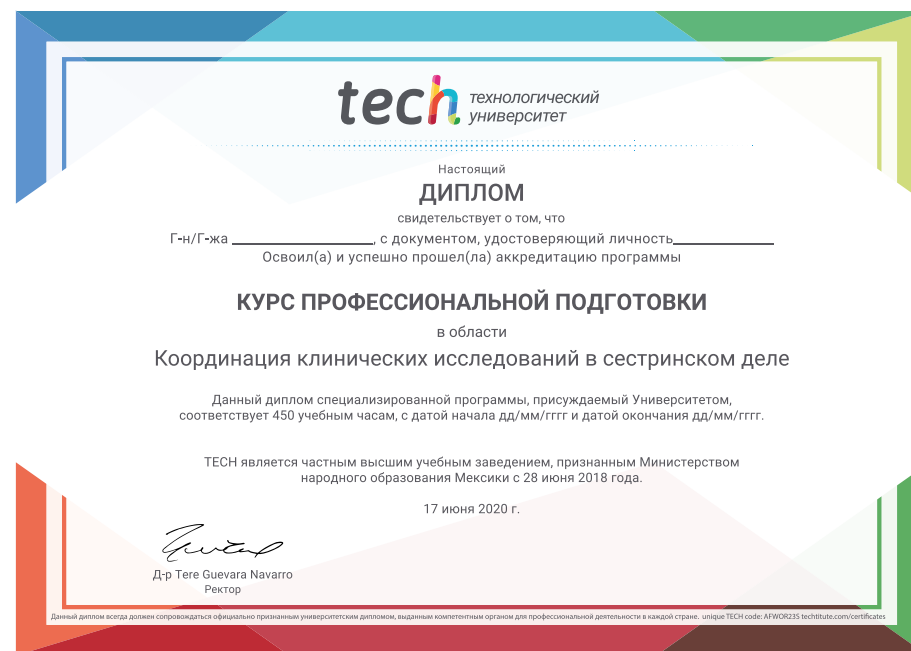 tech технологический
университет
Настоящий
ДИПЛОМ
свидетельствует о том, что
Г-н/Г-жа ____________________, с документом, удостоверяющий личность______________
Освоил(а) и успешно прошел(ла) аккредитацию программы
КУРС ПРОФЕССИОНАЛЬНОЙ ПОДГОТОВКИ
в области
Координация клинических исследований в сестринском деле
Данный диплом специализированной программы, присуждаемый Университетом,
соответствует 450 учебным часам, с датой начала дд/мм/гггг и датой окончания дд/мм/гггг.
TECH является частным высшим учебным заведением, признанным Министерством
народного образования Мексики с 28 июня 2018 года.
17 июня 2020 г.
Д-р Tere Guevara Navarro
Ректор
Данный диплом всегда должен сопровождаться официально признанным университетским дипломом, выданным компетентным органом для профессиональной деятельности в каждой стране. unique TECH code: AFWOR23S techtitute.com/certificates